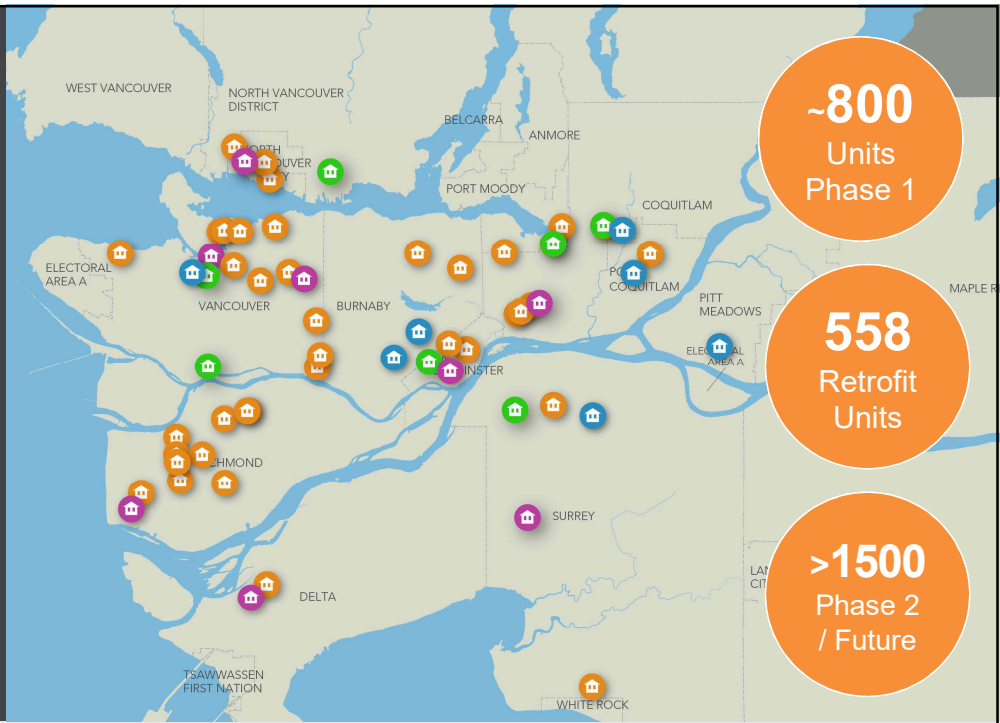 WEST VANCOUVER
NORTH VANCOUVER
DISTRICT
BELCARRA
ANMORE
PORT MOODY
COQUITLAM
ELECTORAL
AREA A
VANCOUVER
BURNABY
COQUITLAM
PITT
MEADOWS
MAPLE R
AREA A
SURREY
DELTA
TSAWWASSEN
FIRST NATION
WHITE ROCK
~800
Units
Phase 1
558
Retrofit
Units
>1500
Phase 2
/ Future